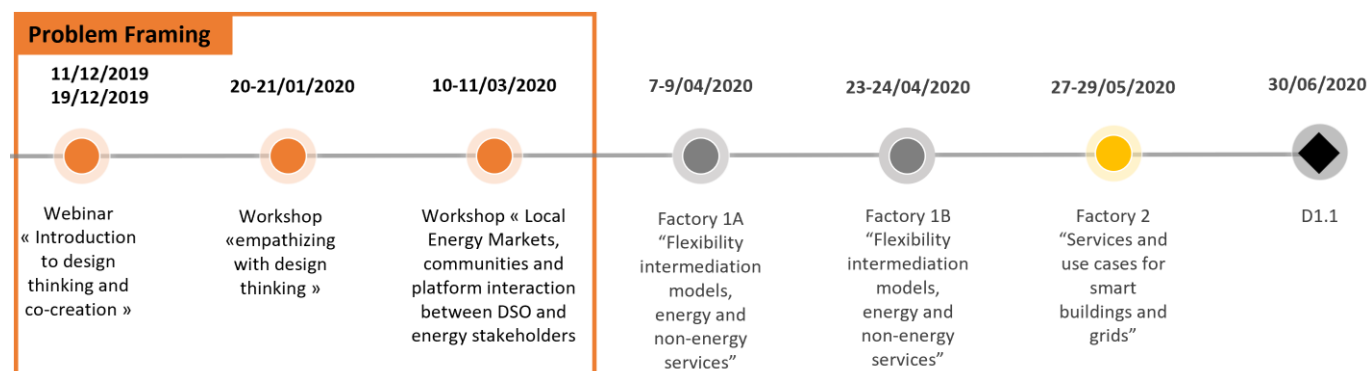 Problem Framing
11/12/2019
19/12/2019
20-21/01/2020
10-11/03/2020
7-9/04/2020
23-24/04/2020
27-29/05/2020
30/06/2020
Webinar
« Introduction
to design
thinking and
co-creation »
Workshop
«empathizing
with design
thinking »
Workshop « Local
Energy Markets,
communities and
platform interaction
between DSO and
energy stakeholders
Factory 1A
“Flexibility
intermediation
models,
energy and
non-energy
services”
Factory 1B
“Flexibility
intermediation
models,
energy and
non-energy
services”
Factory 2
“Services and
use cases for
smart
buildings and
grids”
D1.1